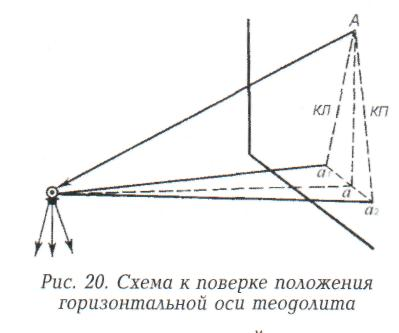 A
КЛ
КП
a₁
a
a₂
Рис. 20. Схема к поверке положения
горизонтальной оси теодолита